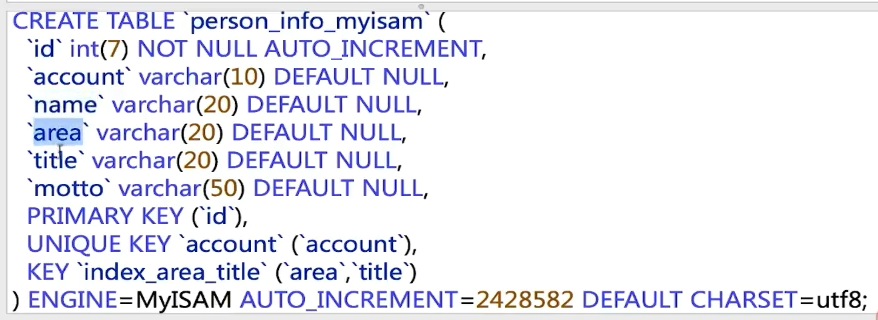 CREATE TABLE `person_info_myisam` (
`id` int(7) NOT NULL AUTO_INCREMENT,
`account` varchar(10) DEFAULT NULL,
`name` varchar(20) DEFAULT NULL,
`area` varchar(20) DEFAULT NULL,
`title` varchar(20) DEFAULT NULL,
`motto` varchar(50) DEFAULT NULL,
PRIMARY KEY (`id`),
UNIQUE KEY `account` (`account`),
KEY `index_area_title` (`area`,`title`)
) ENGINE=MyISAM AUTO_INCREMENT=2428582 DEFAULT CHARSET=utf8;